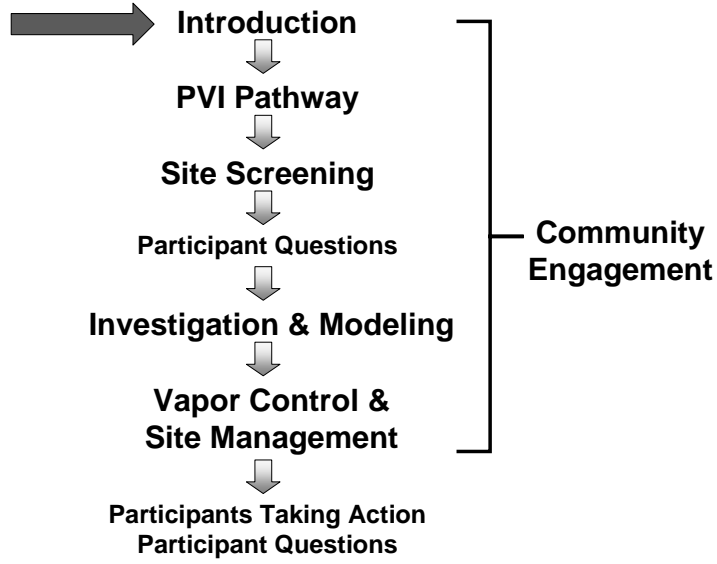 Introduction
PVI Pathway
Site Screening
Participant Questions
Investigation & Modeling
Vapor Control &
Site Management
Participants Taking Action
Participant Questions
Community
Engagement